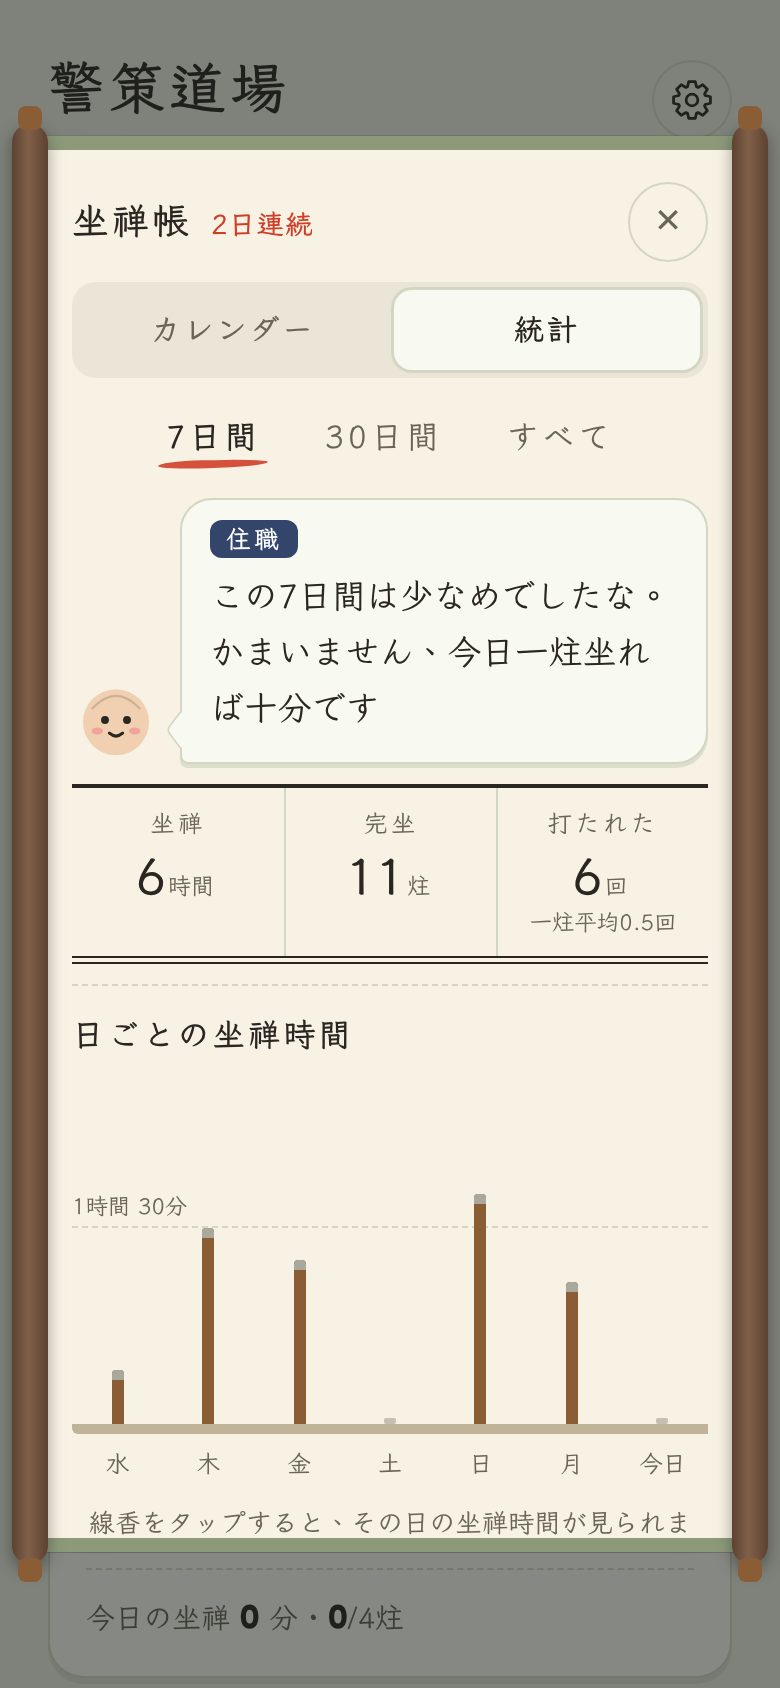 警策道場
坐禅帳 2日連続
×
カレンダー 統計
7日間 30日間 すべて
住職
この7日間は少なめでしたな。
かまいません、今日一炷坐れ
ば十分です
坐禅 完坐 打たれた
6時間 11炷 6回
一炷平均0.5回
日ごとの坐禅時間
1時間 30分
水 木 金 土 日 月 今日
線香をタップすると、その日の坐禅時間が見られま
今日の坐禅 0 分・0/4炷